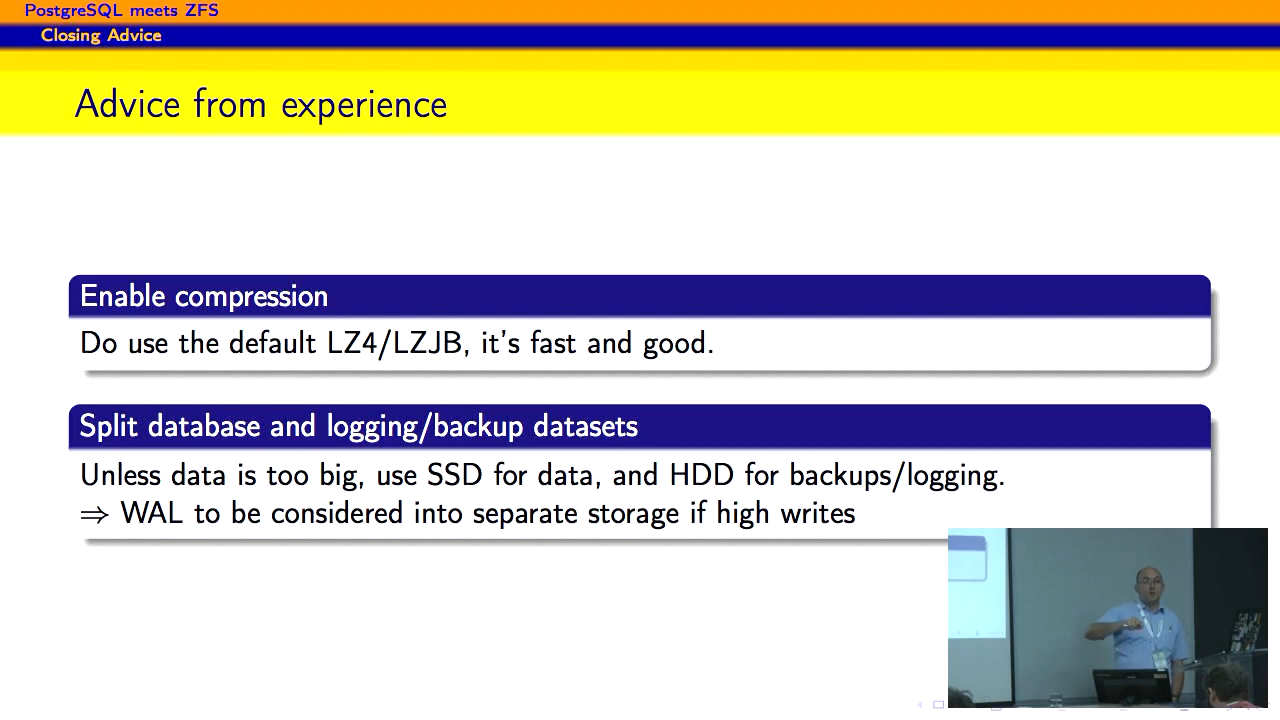 PostgreSQL meets ZFS
Closing Advice
Advice from experience
Enable compression
Do use the default LZ4/LZJB, it's fast and good.
Split database and logging/backup datasets
Unless data is too big, use SSD for data, and HDD for backups/logging.
⇒ WAL to be considered into separate storage if high writes